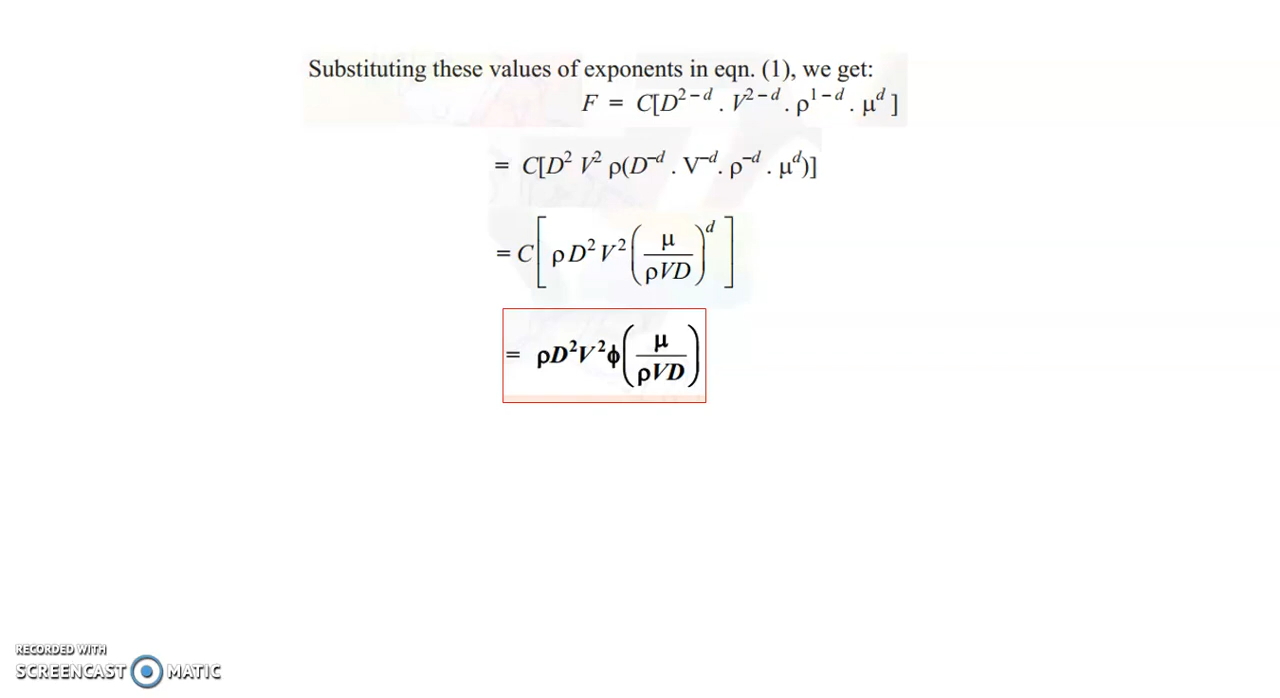 Substituting these values of exponents in eqn. (1), we get:
F = C[D^{2–d} . V^{2–d} . ρ^{1–d} . μ^{d} ]
= C[D² V² ρ(D^{–d} . V^{–d}. ρ^{–d} . μ^{d})]
= C[ρD²V²(μ/ρVD)^{d}]
= ρD²V²ϕ(μ/ρVD)
RECORDED WITH
SCREENCAST MATIC